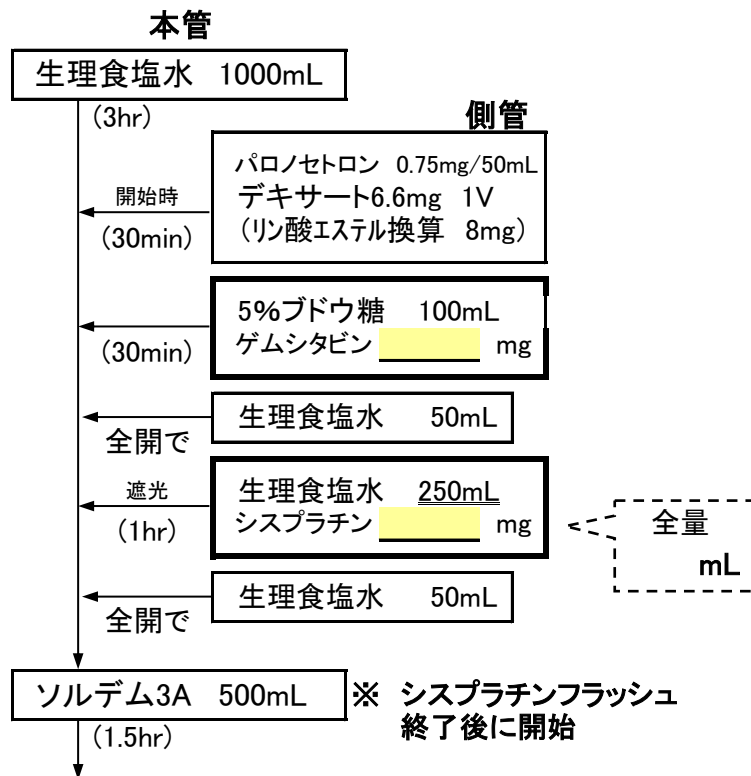 本管
生理食塩水 1000mL
(3hr)
側管
パロノセトロン 0.75mg/50mL
デキサート6.6mg 1V
(リン酸エステル換算 8mg)
開始時
(30min)
5%ブドウ糖 100mL
ゲムシタビン mg
(30min)
生理食塩水 50mL
全開で
生理食塩水 250mL
シスプラチン mg
遮光
(1hr)
全量
mL
生理食塩水 50mL
全開で
ソルデム3A 500mL
※ シスプラチンフラッシュ
終了後に開始
(1.5hr)